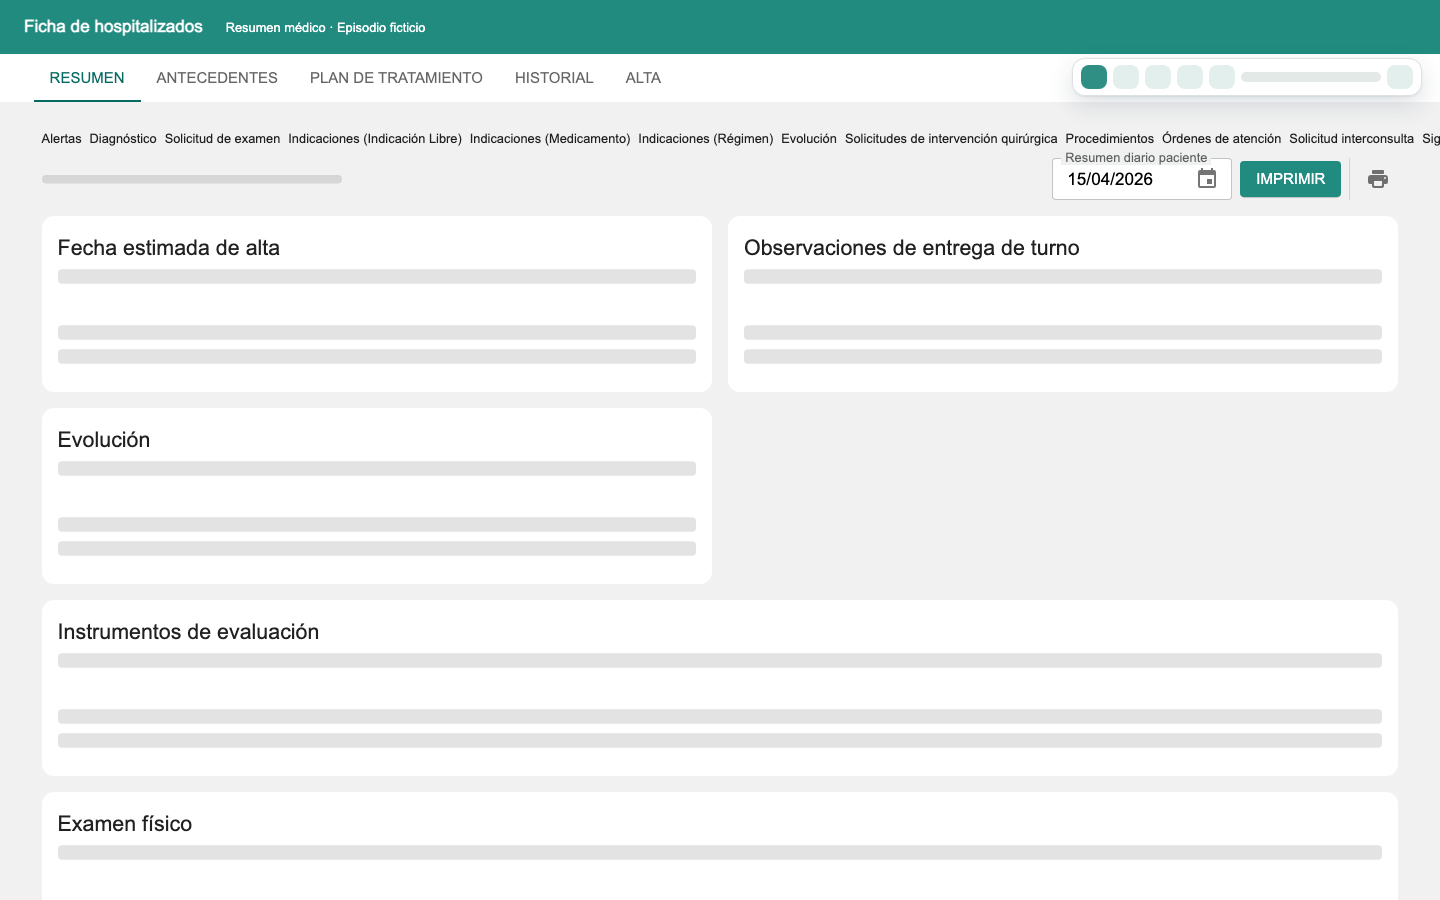 Ficha de hospitalizados Resumen médico · Episodio ficticio
RESUMEN ANTECEDENTES PLAN DE TRATAMIENTO HISTORIAL ALTA
Alertas Diagnóstico Solicitud de examen Indicaciones (Indicación Libre) Indicaciones (Medicamento) Indicaciones (Régimen) Evolución Solicitudes de intervención quirúrgica Procedimientos Órdenes de atención Solicitud interconsulta
Resumen diario paciente
15/04/2026 IMPRIMIR
Fecha estimada de alta
Observaciones de entrega de turno
Evolución
Instrumentos de evaluación
Examen físico